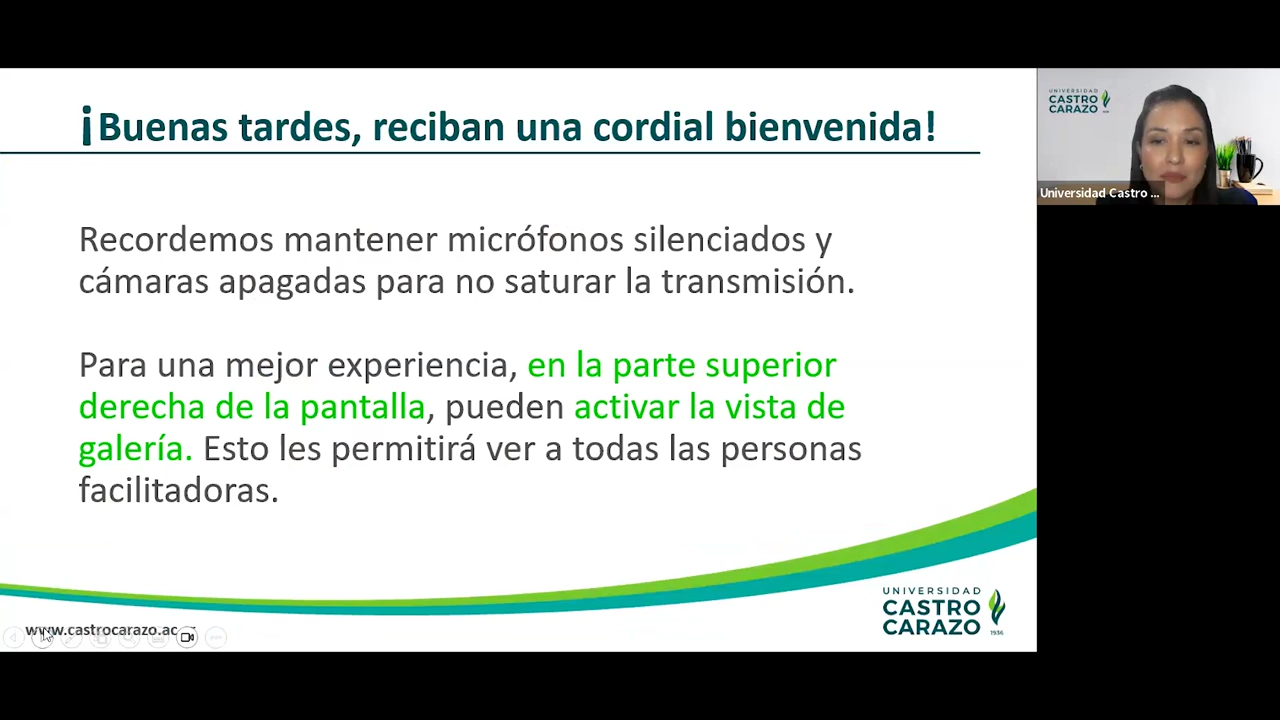 ¡Buenas tardes, reciban una cordial bienvenida!
Recordemos mantener micrófonos silenciados y
cámaras apagadas para no saturar la transmisión.
Para una mejor experiencia, en la parte superior
derecha de la pantalla, pueden activar la vista de
galería. Esto les permitirá ver a todas las personas
facilitadoras.
UNIVERSIDAD
CASTRO
CARAZO
1936
www.castrocarazo.ac
UNIVERSIDAD
CASTRO
CARAZO
Universidad Castro ...